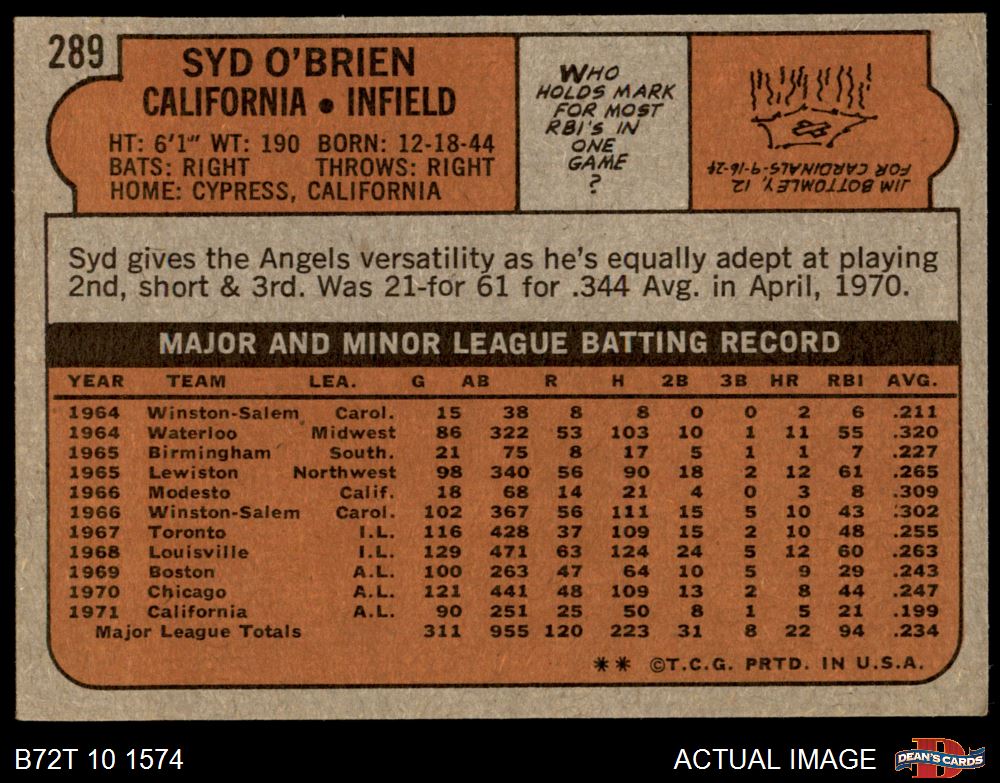 289
SYD O'BRIEN
CALIFORNIA • INFIELD
HT: 6'1" WT: 190 BORN: 12-18-44
BATS: RIGHT THROWS: RIGHT
HOME: CYPRESS, CALIFORNIA
WHO
HOLDS MARK
FOR MOST
RBI'S IN
ONE
GAME
?
JIM BOTTOMLEY, 12
FOR CARDINALS-9-16-24
Syd gives the Angels versatility as he's equally adept at playing
2nd, short & 3rd. Was 21-for 61 for .344 Avg. in April, 1970.
MAJOR AND MINOR LEAGUE BATTING RECORD
YEAR TEAM LEA. G AB R H 2B 3B HR RBI AVG.
1964 Winston-Salem Carol. 15 38 8 8 0 0 2 6 .211
1964 Waterloo Midwest 86 322 53 103 10 1 11 55 .320
1965 Birmingham South. 21 75 8 17 5 1 1 7 .227
1965 Lewiston Northwest 98 340 56 90 18 2 12 61 .265
1966 Modesto Calif. 18 68 14 21 4 0 3 8 .309
1966 Winston-Salem Carol. 102 367 56 111 15 5 10 43 .302
1967 Toronto I.L. 116 428 37 109 15 2 10 48 .255
1968 Louisville I.L. 129 471 63 124 24 5 12 60 .263
1969 Boston A.L. 100 263 47 64 10 5 9 29 .243
1970 Chicago A.L. 121 441 48 109 13 2 8 44 .247
1971 California A.L. 90 251 25 50 8 1 5 21 .199
Major League Totals 311 955 120 223 31 8 22 94 .234
** ©T.C.G. PRTD. IN U.S.A.
B72T 10 1574
ACTUAL IMAGE
D
DEAN'S CARDS